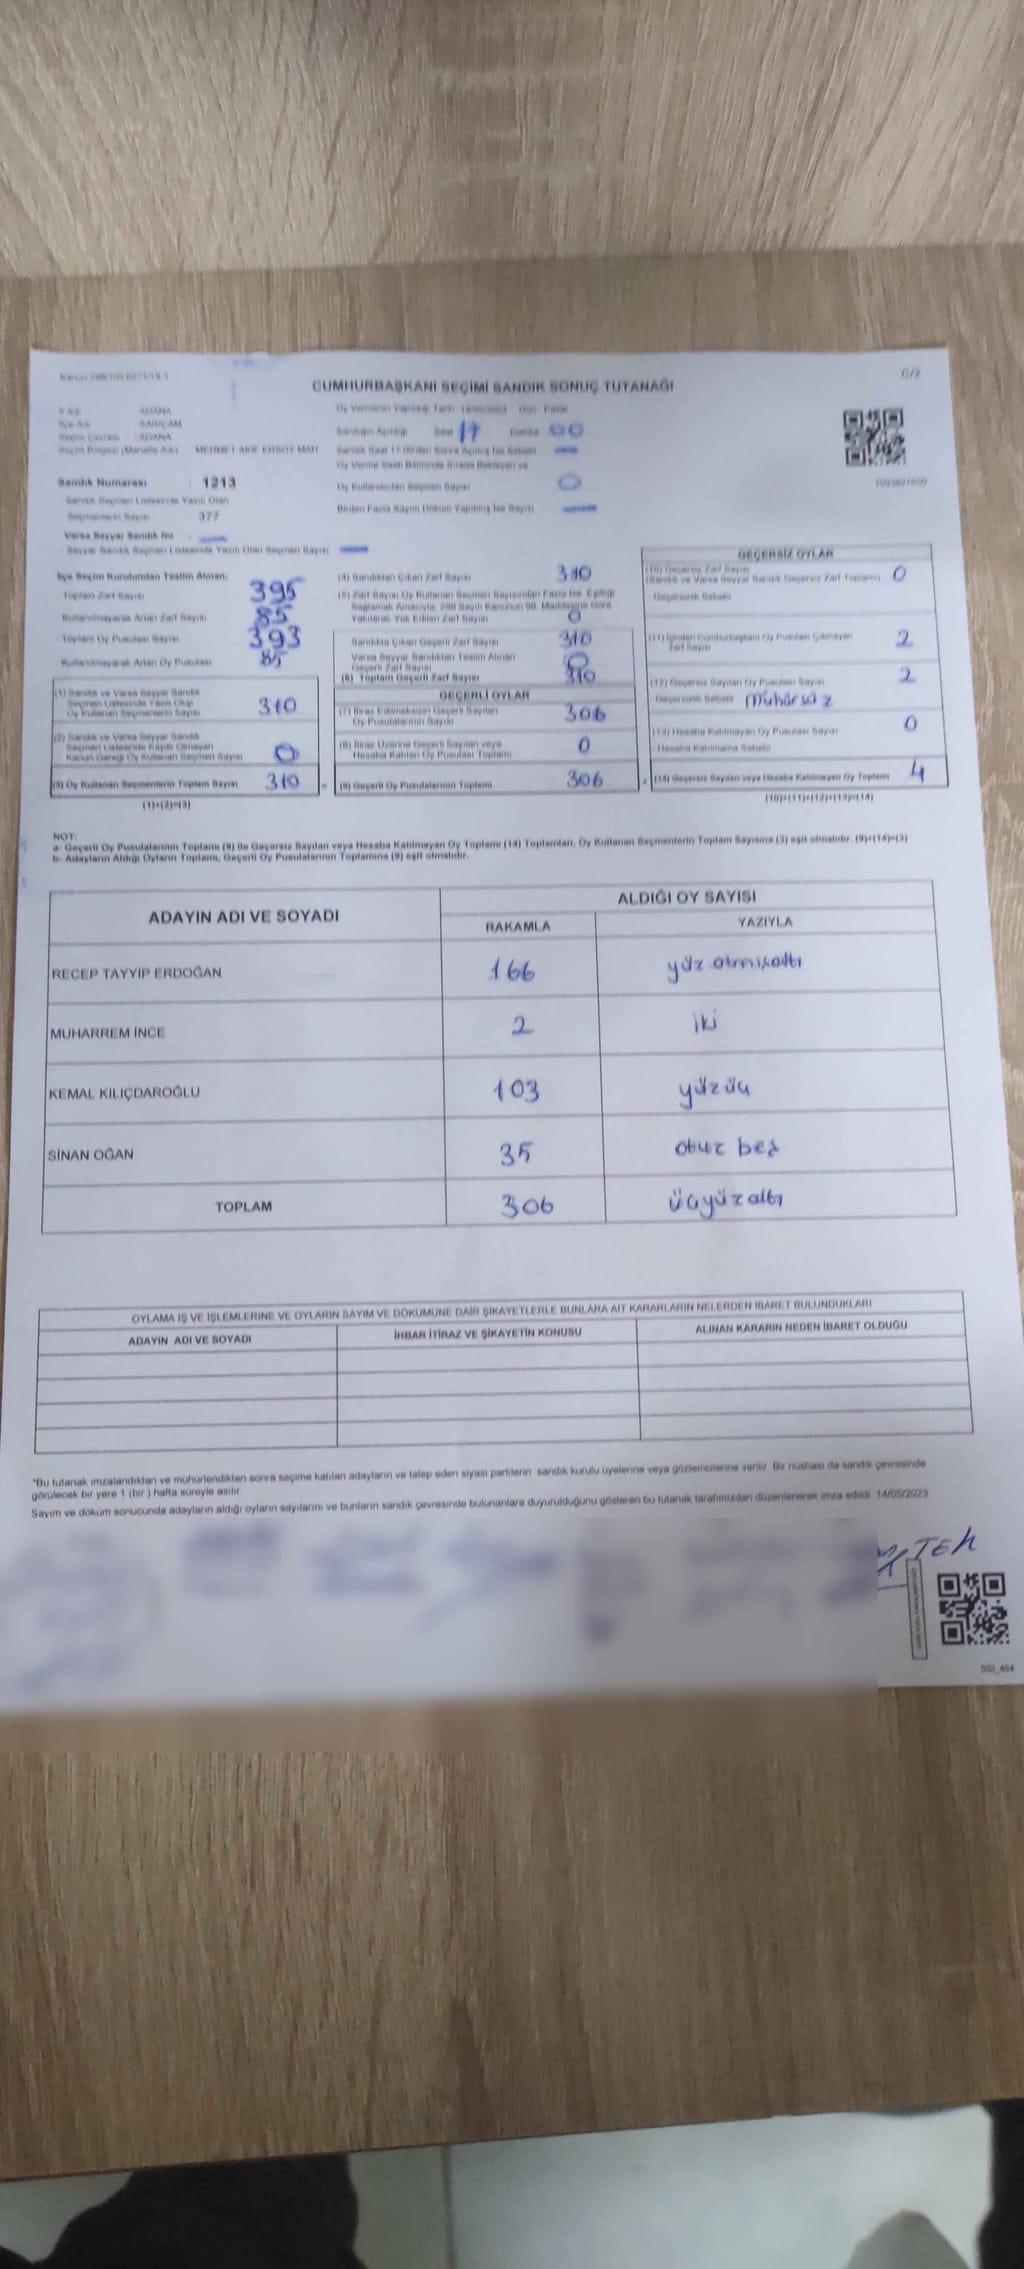 C/2
CUMHURBAŞKANI SEÇİMİ SANDIK SONUÇ TUTANAĞI
İl Adı ADANA
İlçe Adı SARIÇAM
Seçim Çevresi ADANA
Seçim Bölgesi (Mahalle Adı) MEHMET AKİF ERSOY MAH
Sandık Numarası : 1213
Sandık Seçmen Listesinde Yazılı Olan
Seçmenlerin Sayısı 377
Varsa Seyyar Sandık No :
Seyyar Sandık Seçmen Listesinde Yazılı Olan Seçmen Sayısı
Oy Vermenin Yapıldığı Tarih 14/05/2023 Gün Pazar
Sandığın Açıldığı Saat 17 Dakika 00
Sandık Saat 17.00'den Sonra Açılmış İse Sebebi
Oy Verme Saati Bitiminde Sırada Bekleyen ve
Oy Kullandırılan Seçmen Sayısı 0
Birden Fazla Sayım Döküm Yapılmış İse Sayısı
İlçe Seçim Kurulundan Teslim Alınan;
Toplam Zarf Sayısı 395
Kullanılmayarak Artan Zarf Sayısı 85
Toplam Oy Pusulası Sayısı 393
Kullanılmayarak Artan Oy Pusulası 85
(1) Sandık ve Varsa Seyyar Sandık
Seçmen Listesinde Yazılı Olup
Oy Kullanan Seçmenlerin Sayısı 310
(2) Sandık ve Varsa Seyyar Sandık
Seçmen Listesinde Kayıtlı Olmayan
Kanun Gereği Oy Kullanan Seçmen Sayısı 0
(3) Oy Kullanan Seçmenlerin Toplam Sayısı 310
(1)+(2)=(3)
(4) Sandıktan Çıkan Zarf Sayısı 310
(5) Zarf Sayısı Oy Kullanan Seçmen Sayısından Fazla İse, Eşitliği
Sağlamak Amacıyla, 298 Sayılı Kanunun 98. Maddesine Göre
Yakılarak Yok Edilen Zarf Sayısı 0
Sandıkta Çıkan Geçerli Zarf Sayısı 310
Varsa Seyyar Sandıktan Teslim Alınan
Geçerli Zarf Sayısı 0
(6) Toplam Geçerli Zarf Sayısı 310
GEÇERLİ OYLAR
(7) İtiraz Edilmeksizin Geçerli Sayılan
Oy Pusulalarının Sayısı 306
(8) İtiraz Üzerine Geçerli Sayılan veya
Hesaba Katılan Oy Pusulası Toplamı 0
(9) Geçerli Oy Pusulalarının Toplamı 306
GEÇERSİZ OYLAR
(10) Geçersiz Zarf Sayısı
(Sandık ve Varsa Seyyar Sandık Geçersiz Zarf Toplamı) 0
Geçersizlik Sebebi
(11) İçinden Cumhurbaşkanı Oy Pusulası Çıkmayan
Zarf Sayısı 2
(12) Geçersiz Sayılan Oy Pusulası Sayısı 2
Geçersizlik Sebebi mühürsüz
(13) Hesaba Katılmayan Oy Pusulası Sayısı 0
Hesaba Katılmama Sebebi
(14) Geçersiz Sayılan veya Hesaba Katılmayan Oy Toplamı 4
(10)+(11)+(12)+(13)=(14)
NOT:
a- Geçerli Oy Pusulalarının Toplamı (9) ile Geçersiz Sayılan veya Hesaba Katılmayan Oy Toplamı (14) Toplamları, Oy Kullanan Seçmenlerin Toplam Sayısına (3) eşit olmalıdır. (9)+(14)=(3)
b- Adayların Aldığı Oyların Toplamı, Geçerli Oy Pusulalarının Toplamına (9) eşit olmalıdır.
ADAYIN ADI VE SOYADI ALDIĞI OY SAYISI
RAKAMLA YAZIYLA
RECEP TAYYİP ERDOĞAN 166 yüz atmışaltı
MUHARREM İNCE 2 iki
KEMAL KILIÇDAROĞLU 103 yüzüç
SİNAN OĞAN 35 otuz beş
TOPLAM 306 üçyüzaltı
OYLAMA İŞ VE İŞLEMLERİNE VE OYLARIN SAYIM VE DÖKÜMÜNE DAİR ŞİKAYETLERLE BUNLARA AİT KARARLARIN NELERDEN İBARET BULUNDUKLARI
ADAYIN ADI VE SOYADI İHBAR İTİRAZ VE ŞİKAYETİN KONUSU ALINAN KARARIN NEDEN İBARET OLDUĞU
*Bu tutanak imzalandıktan ve mühürlendikten sonra seçime katılan adayların ve talep eden siyasi partilerin sandık kurulu üyelerine veya gözlemcilerine verilir. Bir nüshası da sandık çevresinde
görülecek bir yere 1 (bir ) hafta süreyle asılır.
Sayım ve döküm sonucunda adayların aldığı oyların sayılarını ve bunların sandık çevresinde bulunanlara duyurulduğunu gösteren bu tutanak tarafımızdan düzenlenerek imza edildi. 14/05/2023